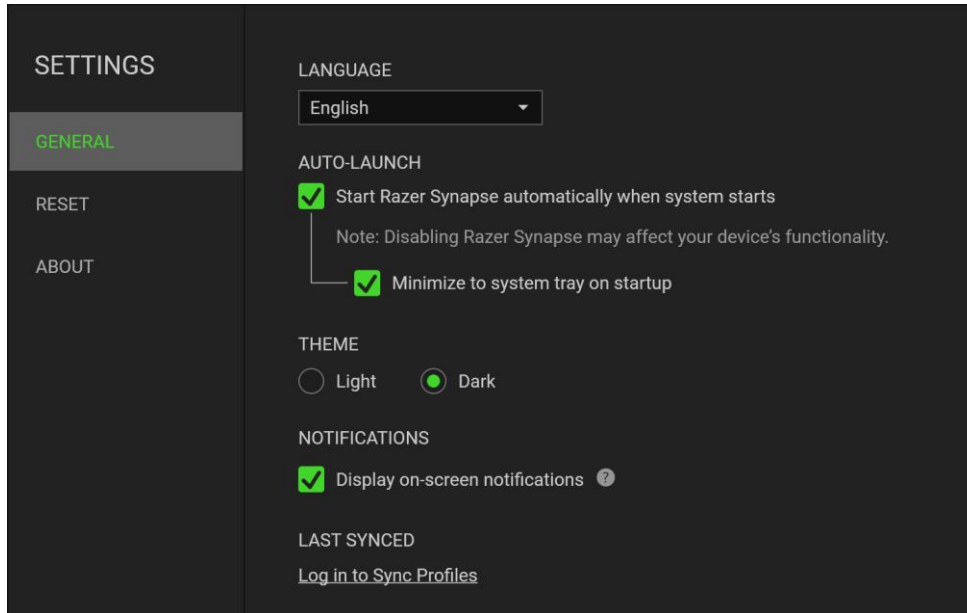 SETTINGS
GENERAL
RESET
ABOUT
LANGUAGE
English
AUTO-LAUNCH
Start Razer Synapse automatically when system starts
Note: Disabling Razer Synapse may affect your device’s functionality.
Minimize to system tray on startup
THEME
Light Dark
NOTIFICATIONS
Display on-screen notifications ?
LAST SYNCED
Log in to Sync Profiles